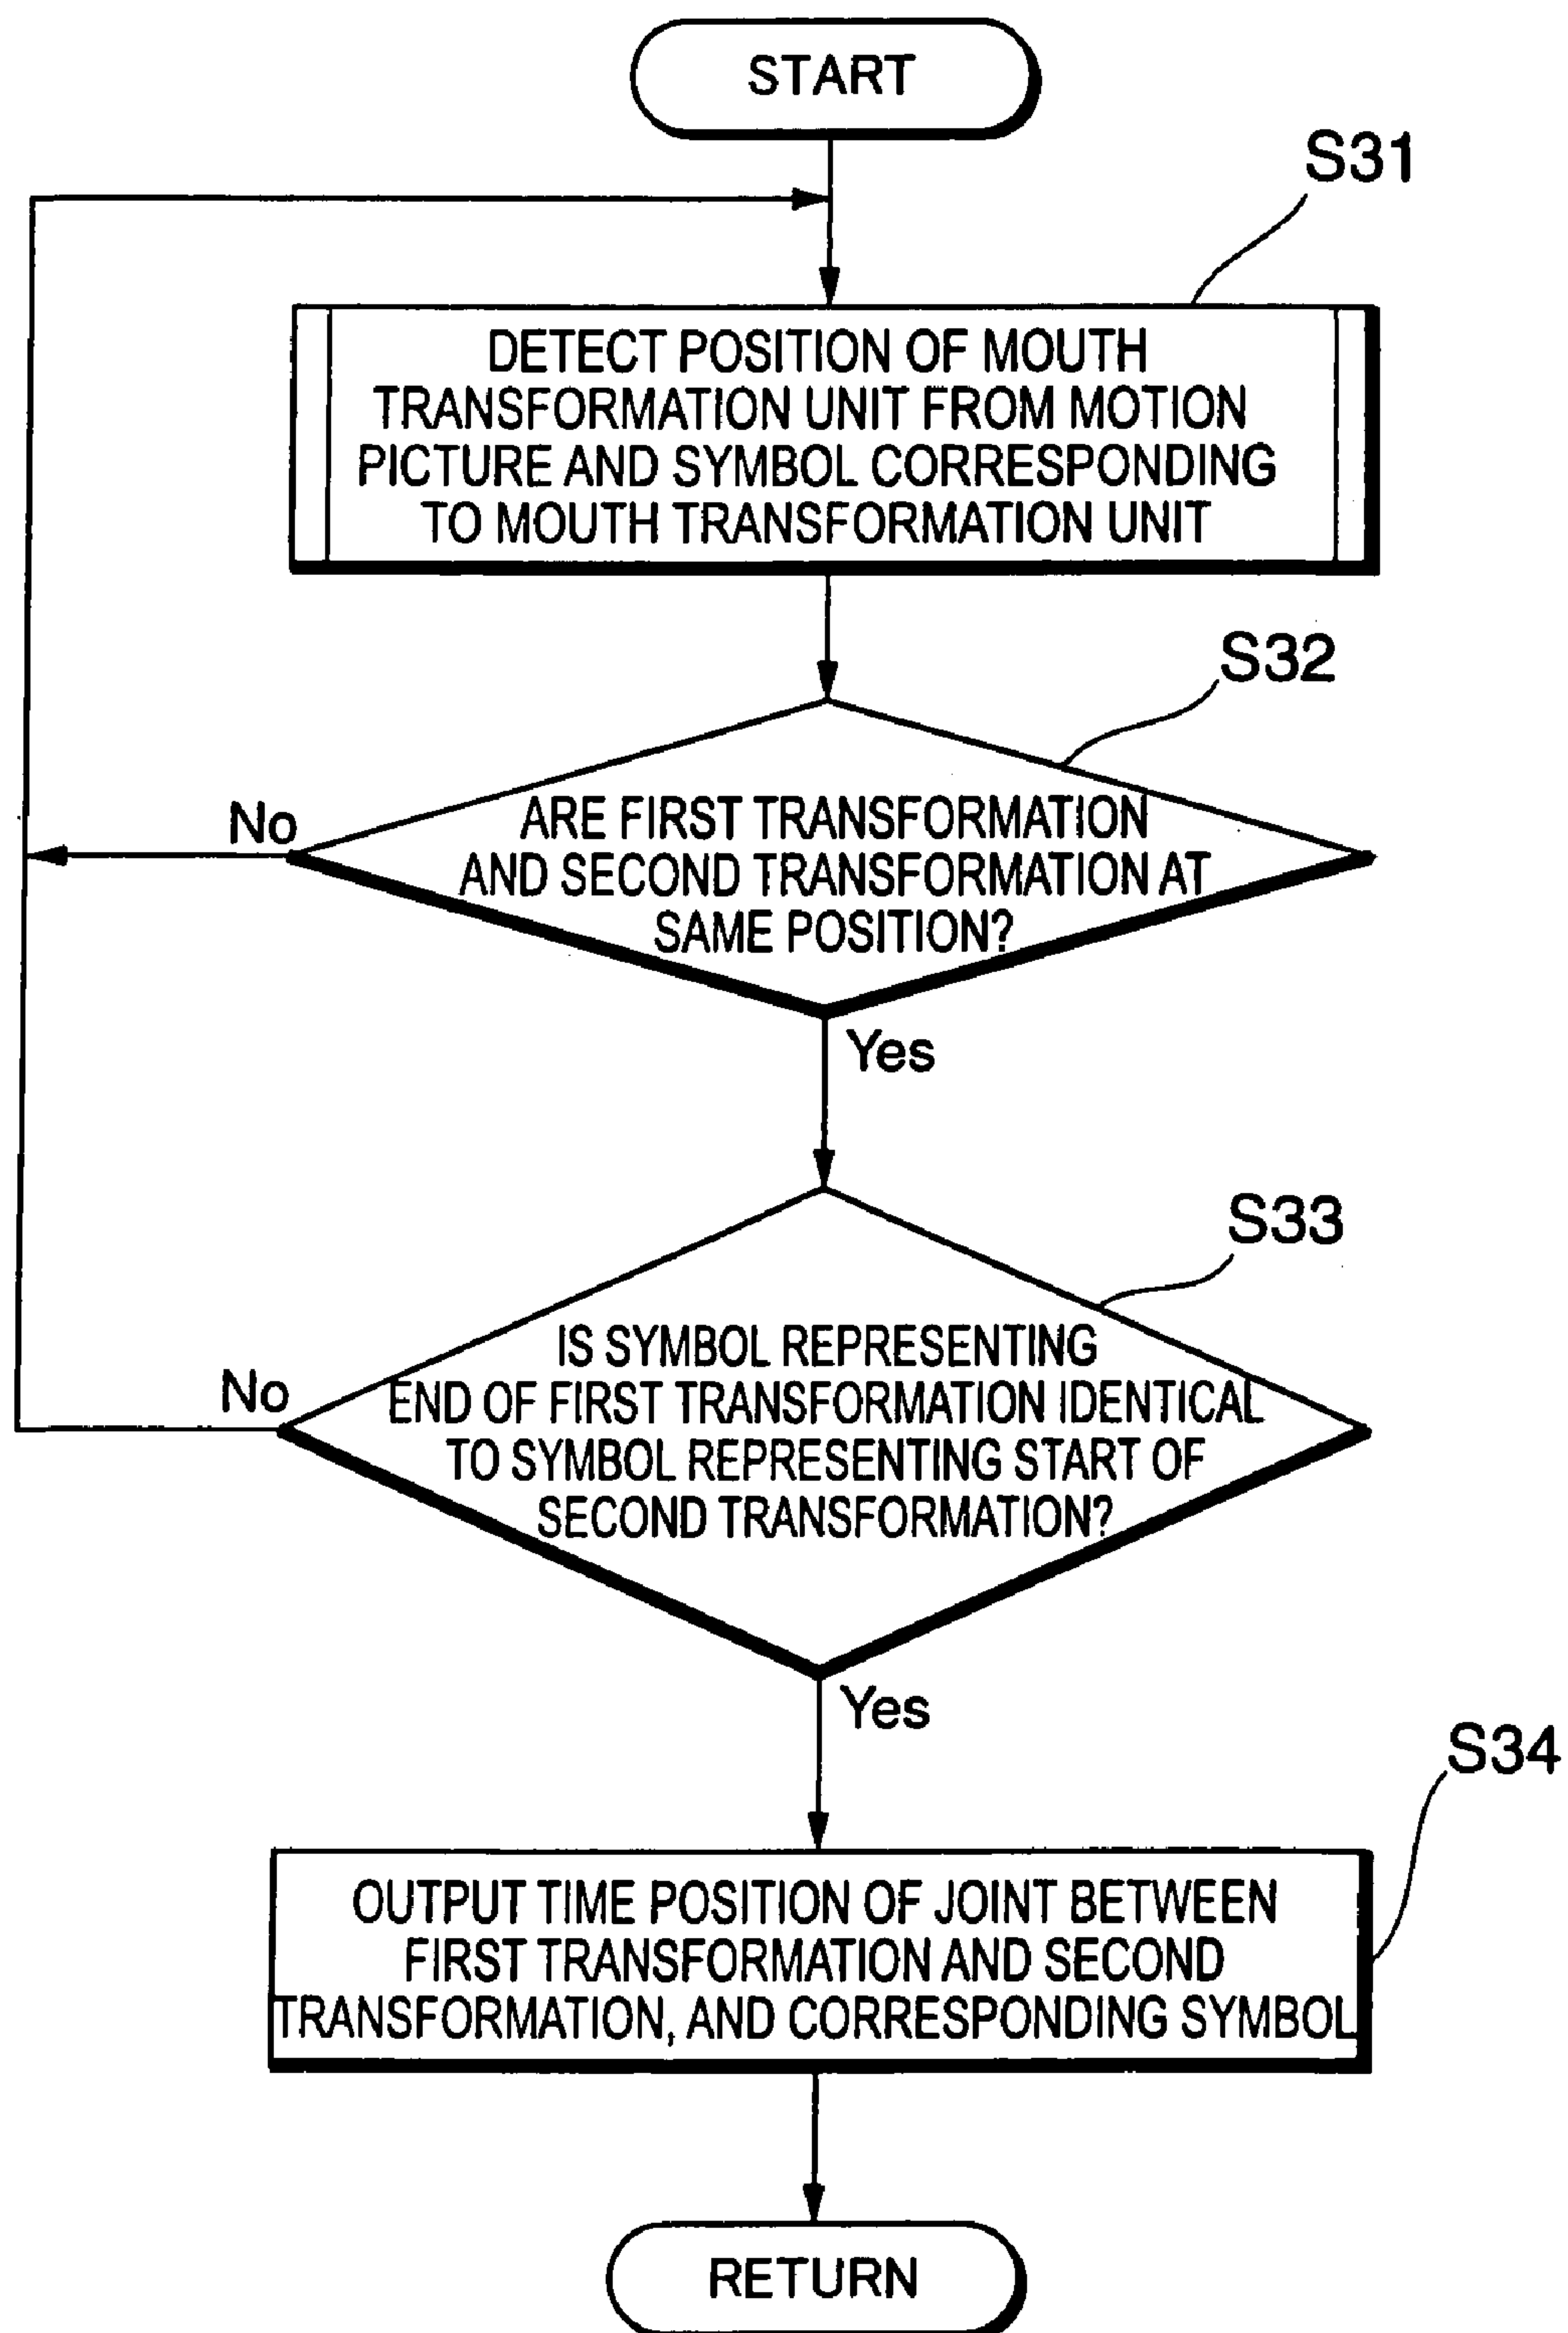 START
S31
DETECT POSITION OF MOUTH
TRANSFORMATION UNIT FROM MOTION
PICTURE AND SYMBOL CORRESPONDING
TO MOUTH TRANSFORMATION UNIT
S32
No
ARE FIRST TRANSFORMATION
AND SECOND TRANSFORMATION AT
SAME POSITION?
Yes
S33
No
IS SYMBOL REPRESENTING
END OF FIRST TRANSFORMATION IDENTICAL
TO SYMBOL REPRESENTING START OF
SECOND TRANSFORMATION?
Yes
S34
OUTPUT TIME POSITION OF JOINT BETWEEN
FIRST TRANSFORMATION AND SECOND
TRANSFORMATION, AND CORRESPONDING SYMBOL
RETURN